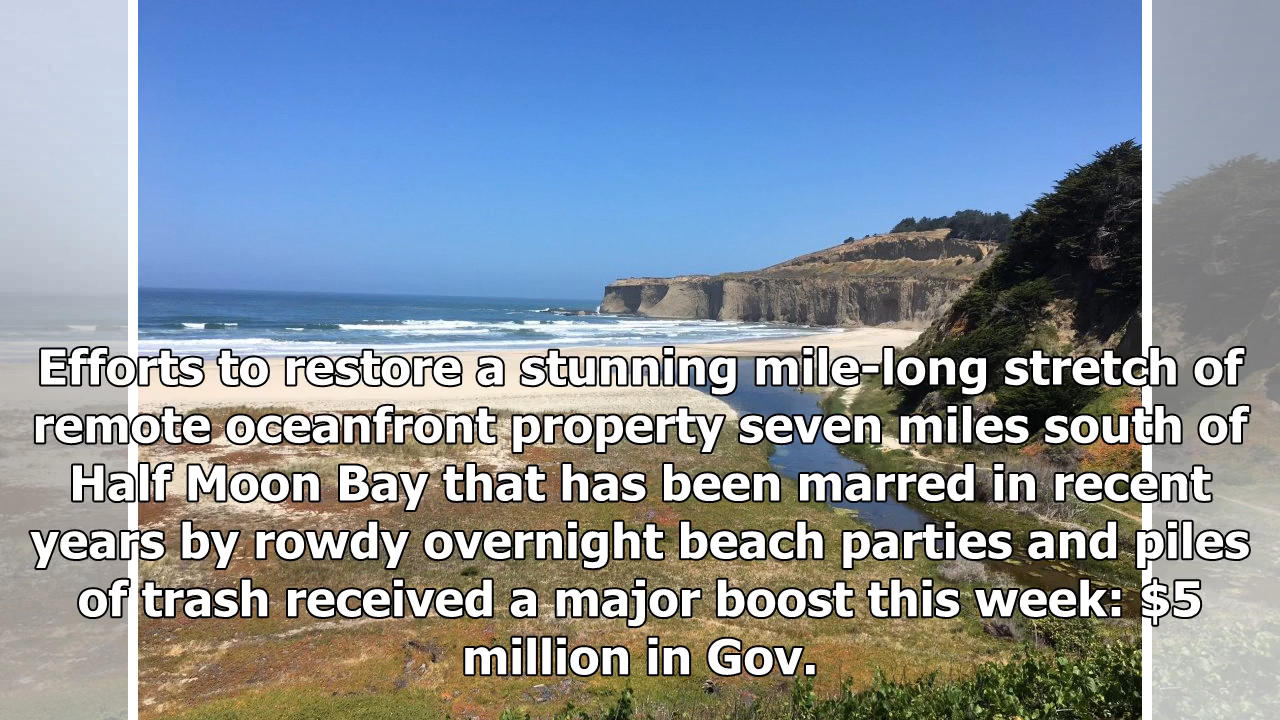 Efforts to restore a stunning mile-long stretch of
remote oceanfront property seven miles south of
Half Moon Bay that has been marred in recent
years by rowdy overnight beach parties and piles
of trash received a major boost this week: $5
million in Gov.